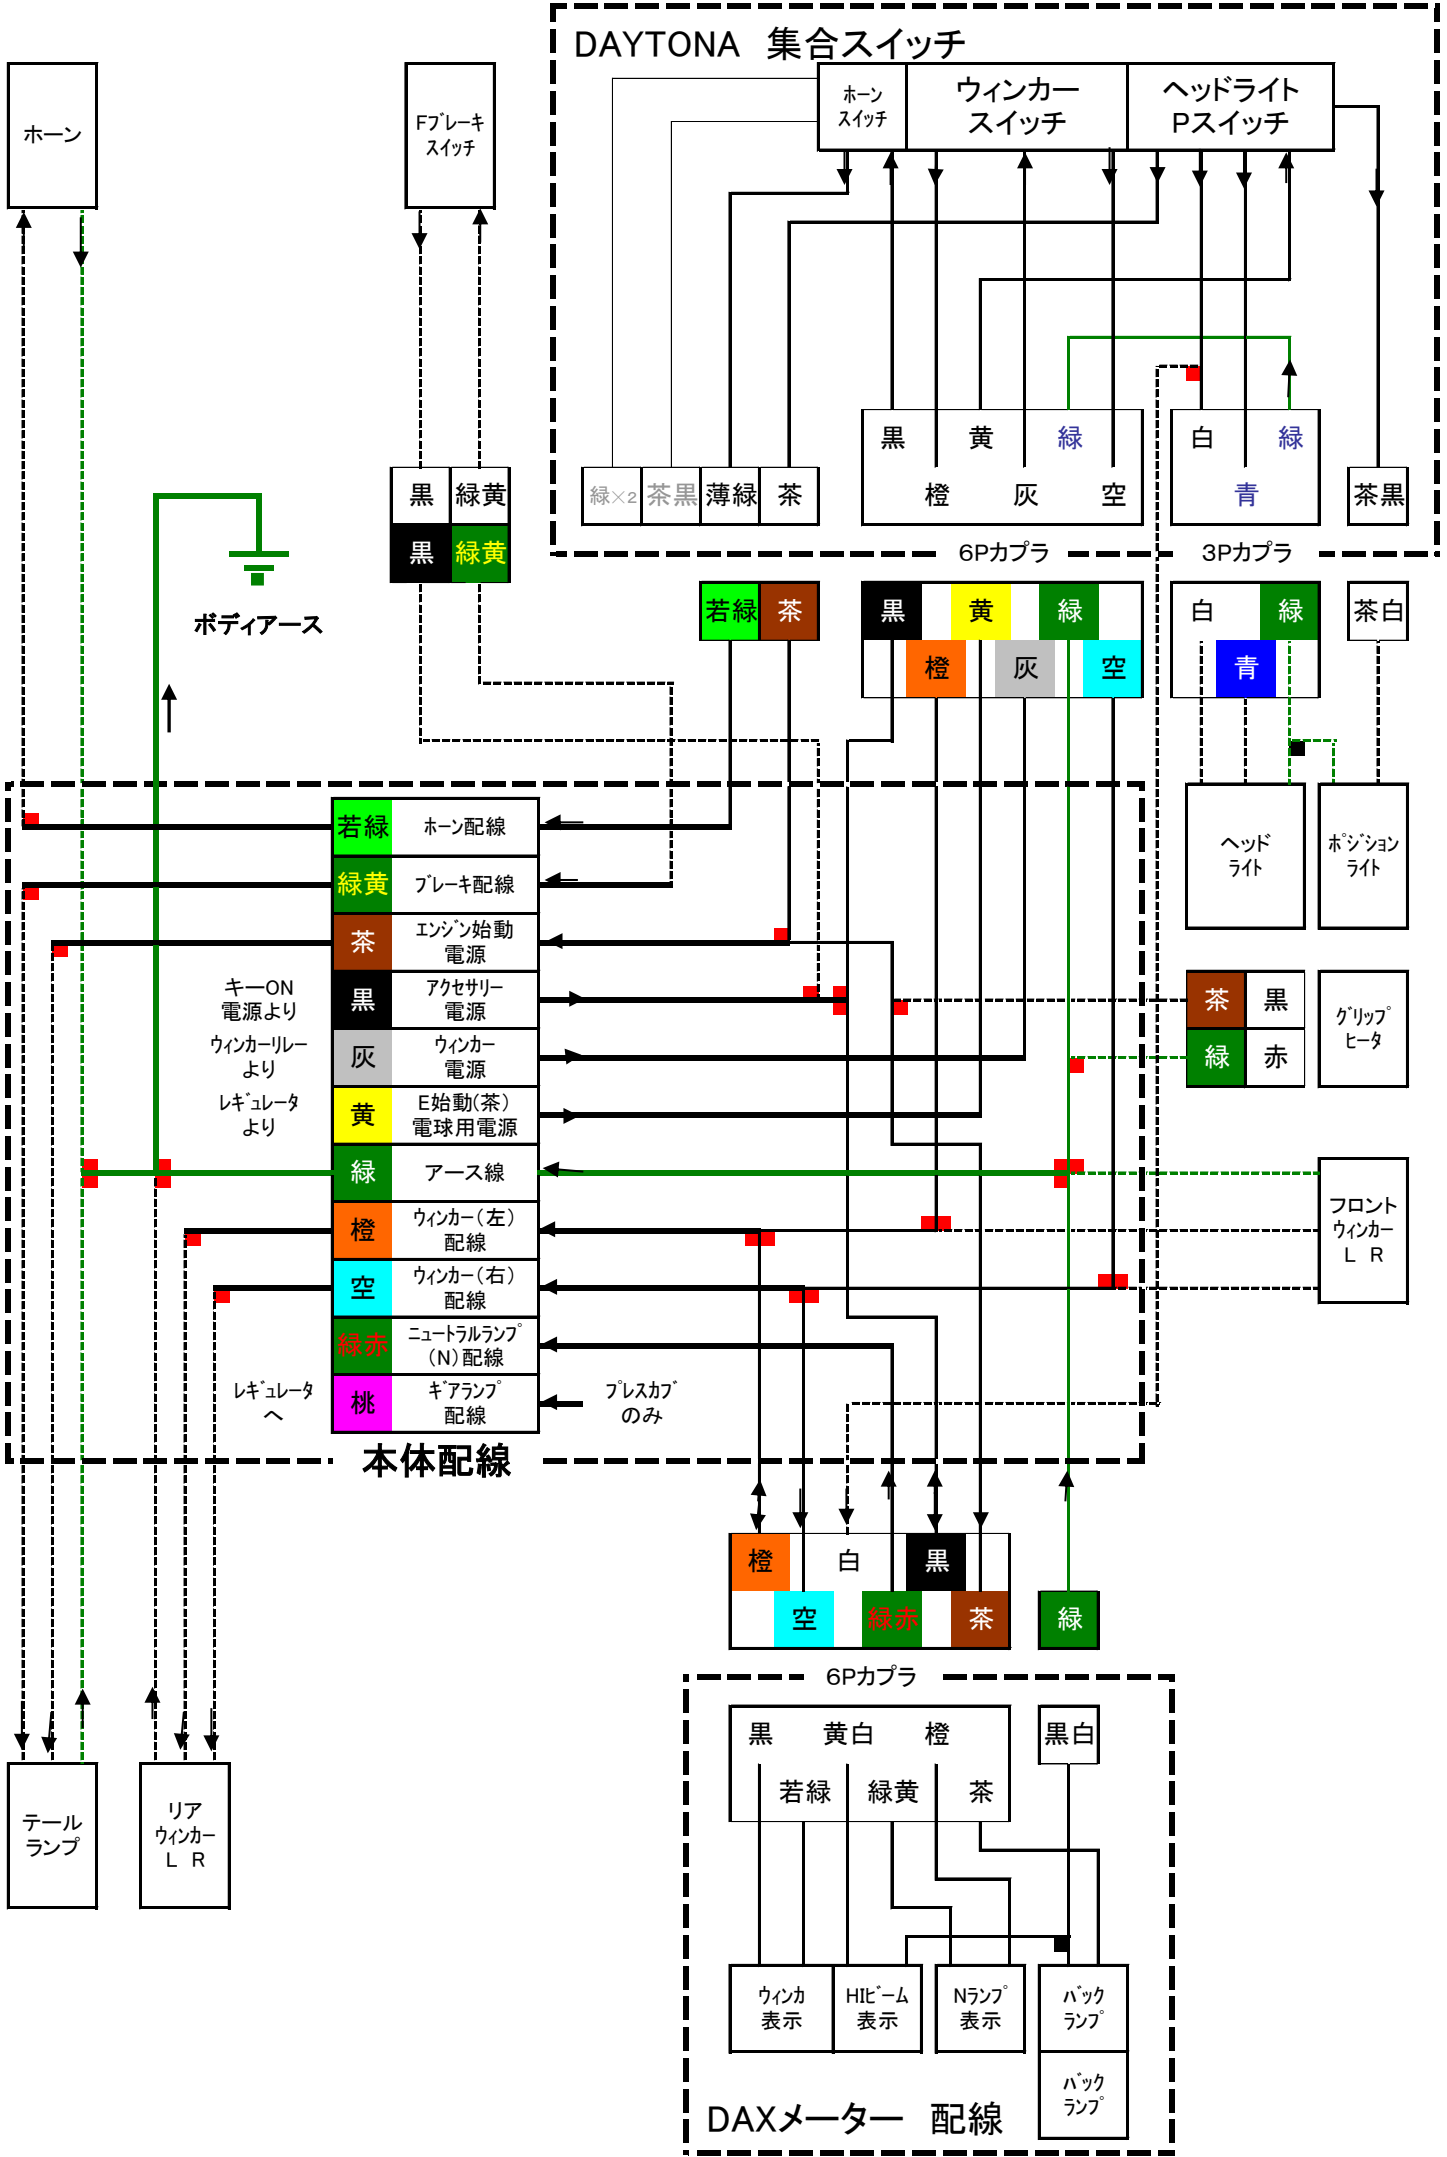 DAYTONA　集合スイッチ
ホーン
Fブレーキ
スイッチ
ホーン
スイッチ
ウィンカー
スイッチ
ヘッドライト
Pスイッチ
黒
黄
緑
白
緑
黒
緑黄
緑×2
茶黒
薄緑
茶
橙
灰
空
青
茶黒
黒
緑黄
6Pカプラ
3Pカプラ
ボディアース
若緑
茶
黒
黄
緑
白
緑
茶白
橙
灰
空
青
若緑
ホーン配線
ヘッド
ライト
ポジション
ライト
緑黄
ブレーキ配線
茶
エンジン始動
電源
キーON
電源より
黒
アクセサリー
電源
茶
黒
グリップ
ヒータ
ウィンカーリレー
より
灰
ウィンカー
電源
緑
赤
レギュレータ
より
黄
E始動(茶)
電球用電源
緑
アース線
フロント
ウィンカー
L R
橙
ウィンカー(左)
配線
空
ウィンカー(右)
配線
緑赤
ニュートラルランプ
(N)配線
レギュレータ
へ
桃
ギアランプ
配線
プレスカブ
のみ
本体配線
橙
白
黒
空
緑赤
茶
緑
6Pカプラ
黒
黄白
橙
黒白
若緑
緑黄
茶
テール
ランプ
リア
ウィンカー
L R
ウィンカ
表示
HIビーム
表示
Nランプ
表示
バック
ランプ
バック
ランプ
DAXメーター　配線